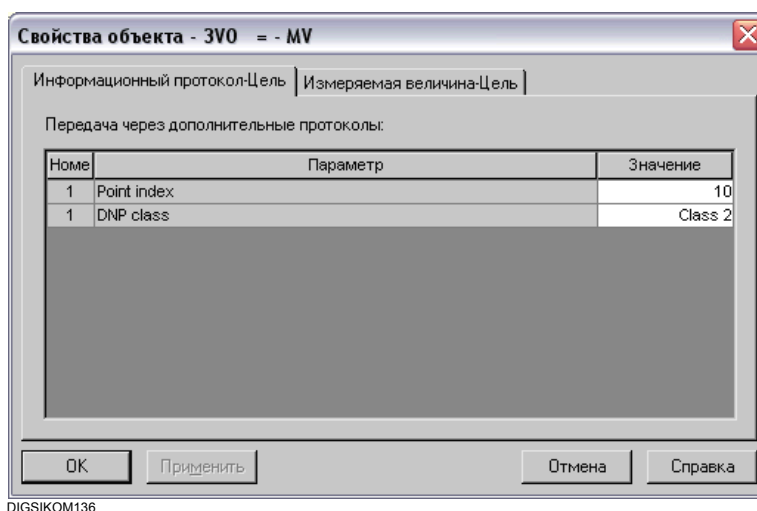 Свойства объекта - 3V0 = - MV
Информационный протокол-Цель Измеряемая величина-Цель
Передача через дополнительные протоколы:
Номе Параметр Значение
1 Point index 10
1 DNP class Class 2
OK Применить Отмена Справка
DIGSIKOM136